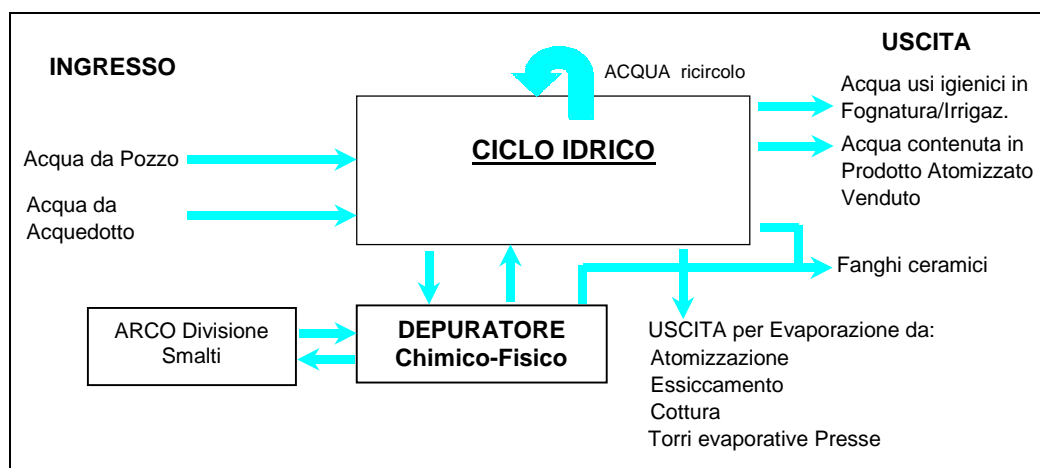 INGRESSO
USCITA
ACQUA ricircolo
Acqua usi igienici in
Fognatura/Irrigaz.
CICLO IDRICO
Acqua da Pozzo
Acqua contenuta in
Prodotto Atomizzato
Venduto
Acqua da
Acquedotto
Fanghi ceramici
ARCO Divisione
Smalti
DEPURATORE
Chimico-Fisico
USCITA per Evaporazione da:
Atomizzazione
Essiccamento
Cottura
Torri evaporative Presse